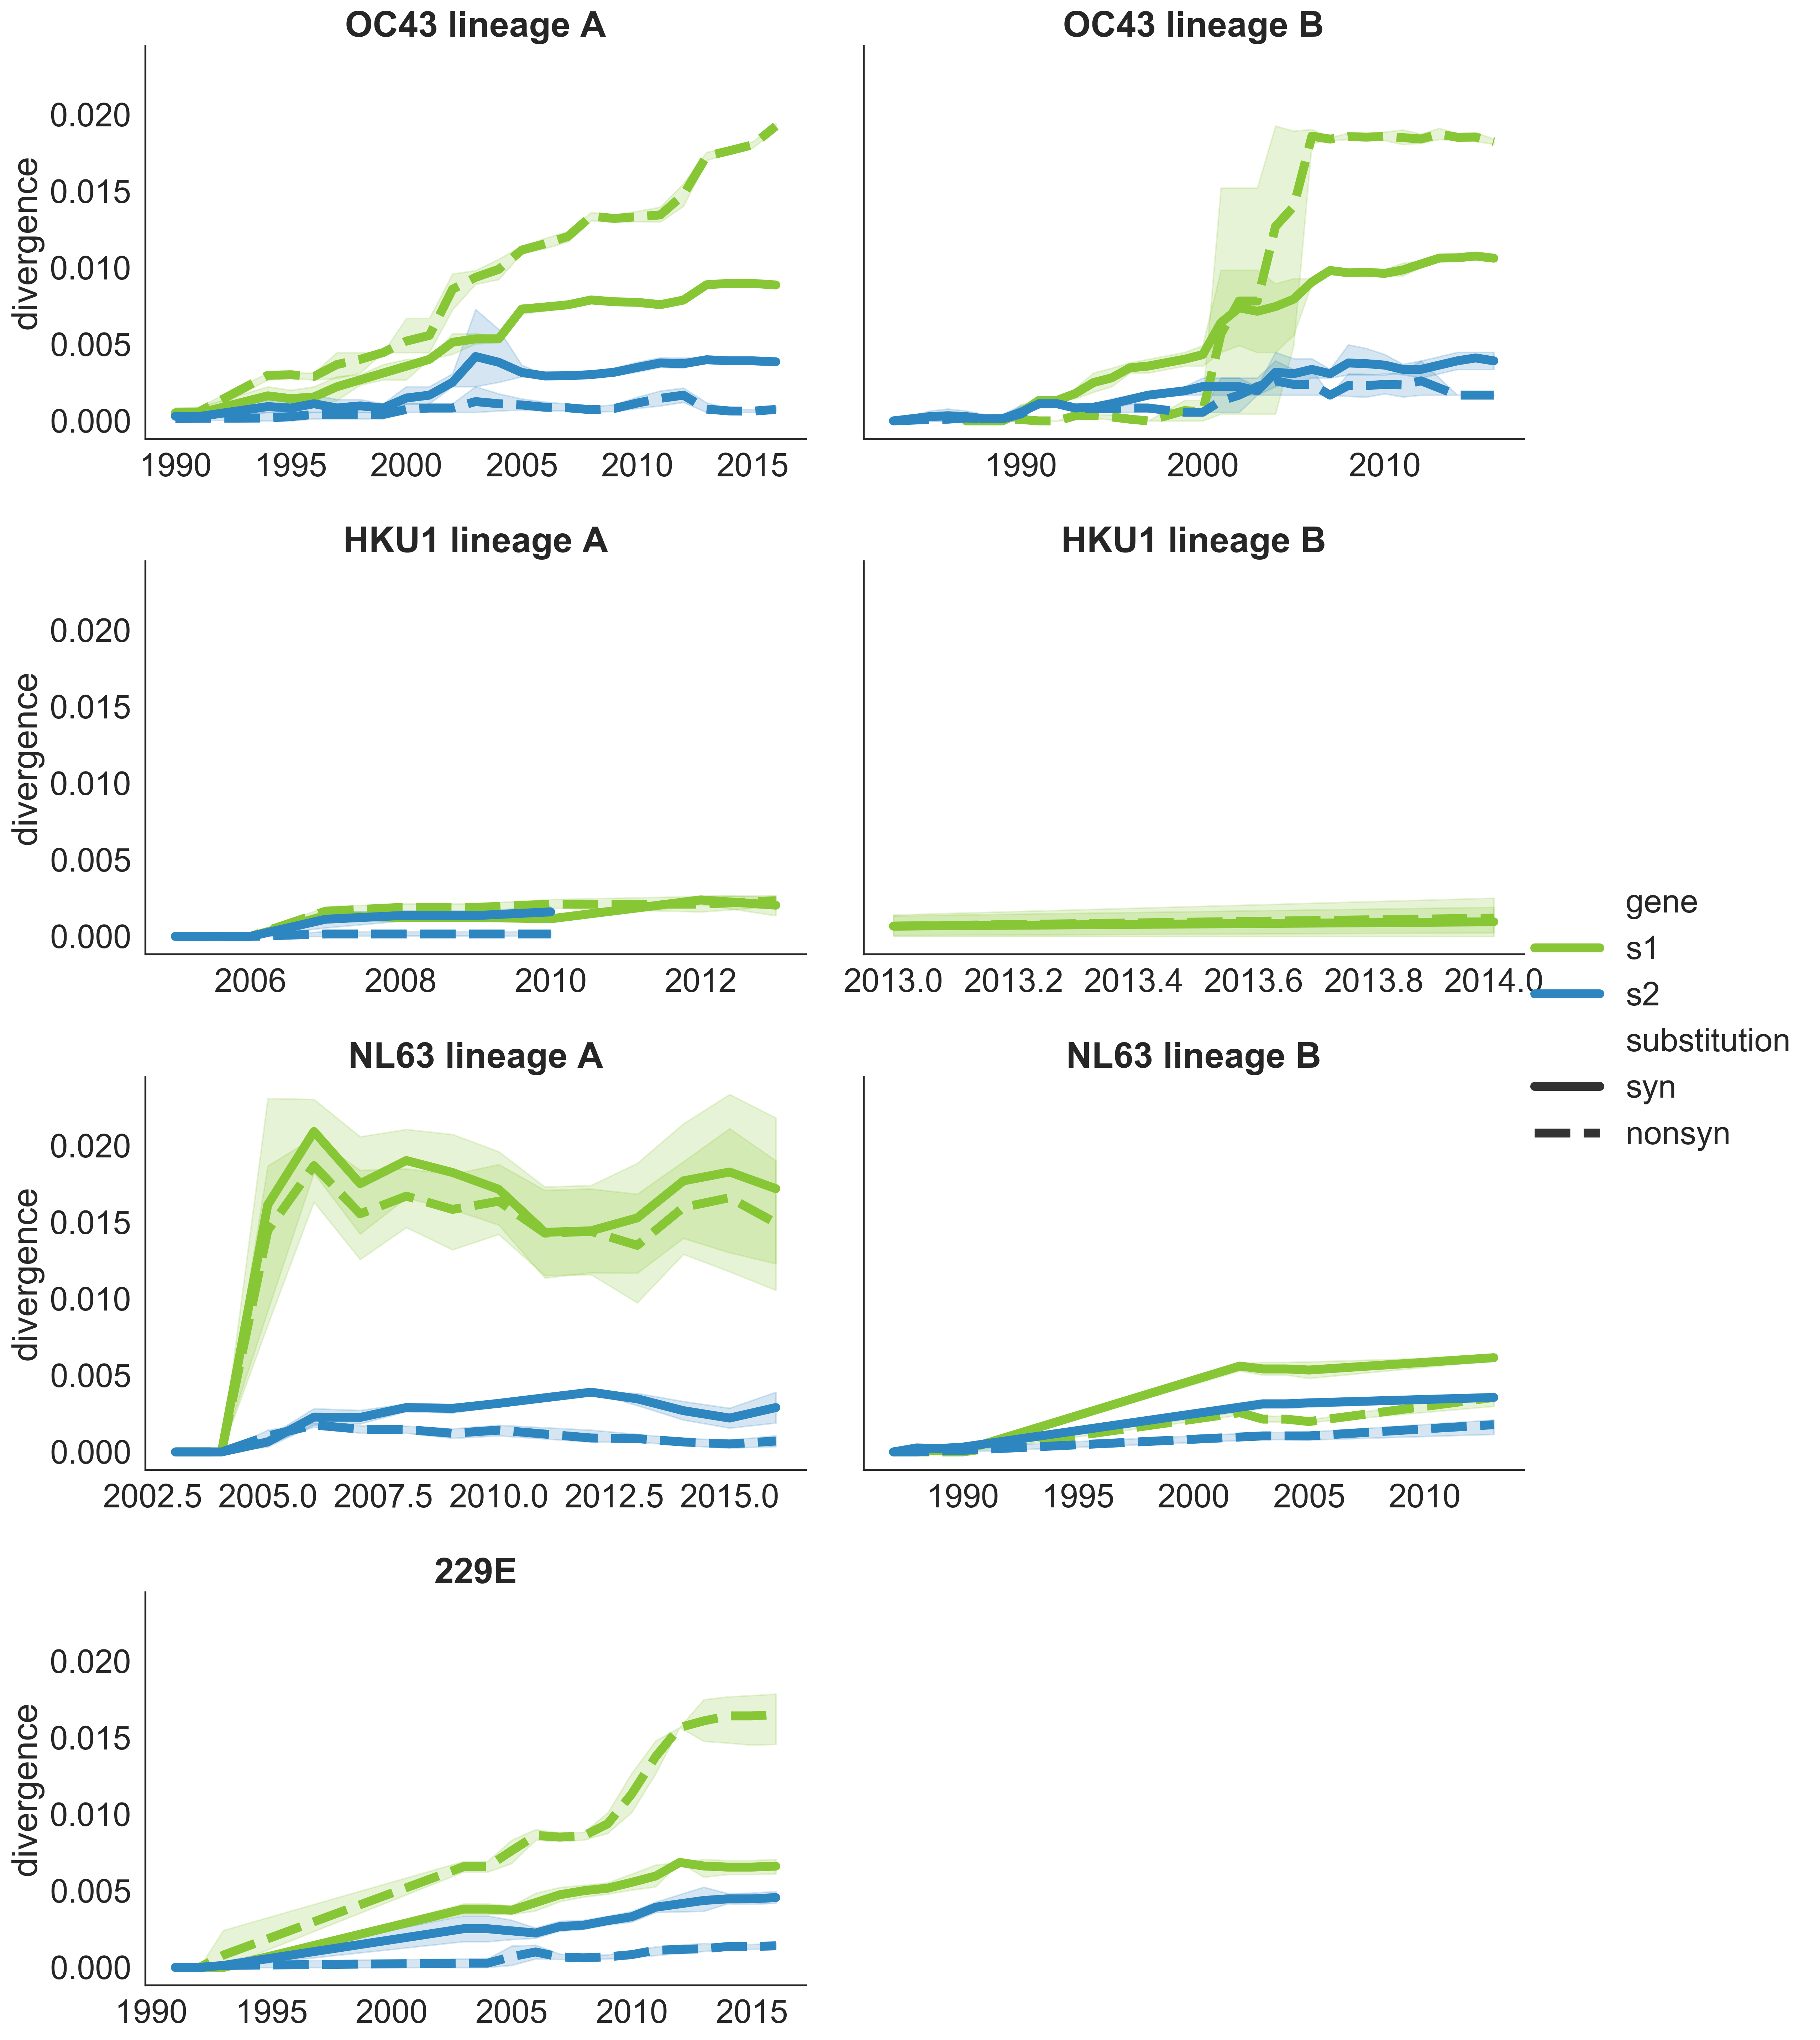 OC43 lineage A
OC43 lineage B
divergence
0.020
0.015
0.010
0.005
0.000
1990 1995 2000 2005 2010 2015
1990 2000 2010
HKU1 lineage A
HKU1 lineage B
divergence
0.020
0.015
0.010
0.005
0.000
2006 2008 2010 2012
2013.0 2013.2 2013.4 2013.6 2013.8 2014.0
gene
s1
s2
substitution
syn
nonsyn
NL63 lineage A
NL63 lineage B
divergence
0.020
0.015
0.010
0.005
0.000
2002.5 2005.0 2007.5 2010.0 2012.5 2015.0
1990 1995 2000 2005 2010
229E
divergence
0.020
0.015
0.010
0.005
0.000
1990 1995 2000 2005 2010 2015